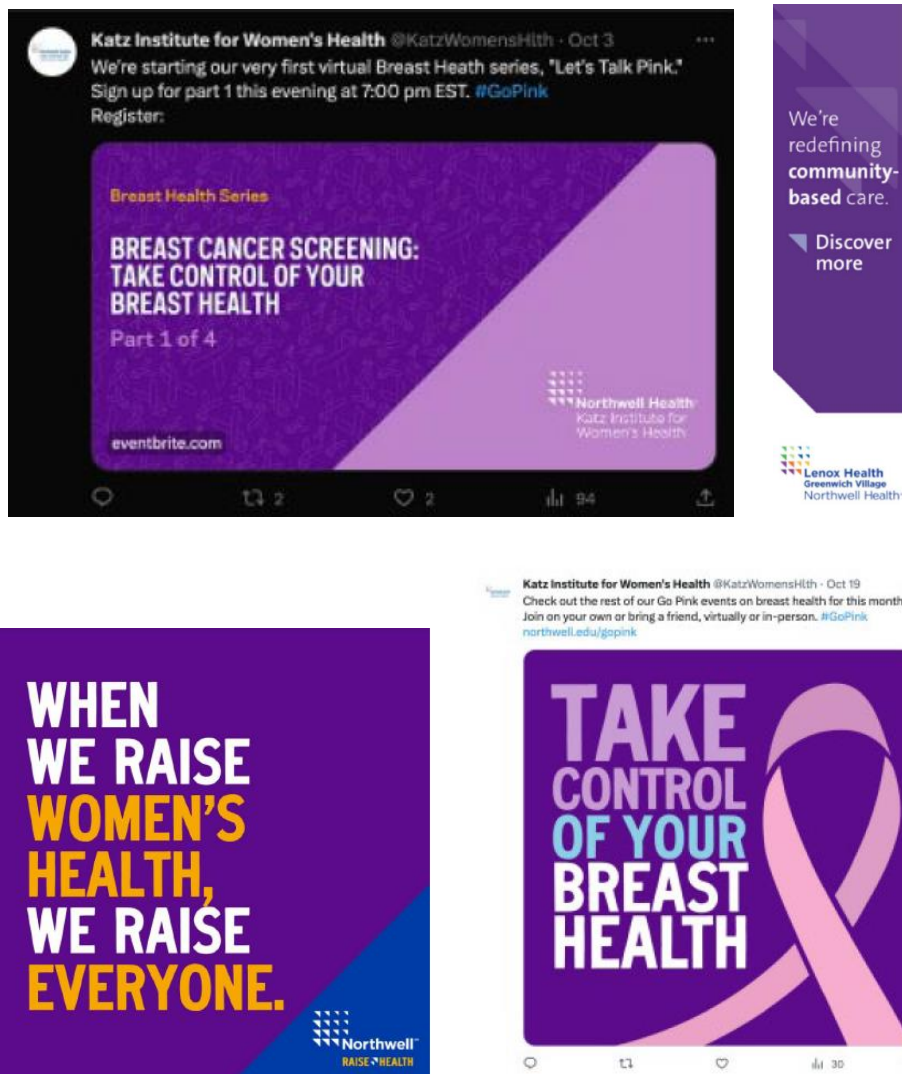 Katz Institute for Women's Health @KatzWomensHlth · Oct 3
We're starting our very first virtual Breast Heath series, "Let's Talk Pink."
Sign up for part 1 this evening at 7:00 pm EST. #GoPink
Register:
Breast Health Series
BREAST CANCER SCREENING:
TAKE CONTROL OF YOUR
BREAST HEALTH
Part 1 of 4
Northwell Health
Katz Institute for
Women's Health
eventbrite.com
2 2 94
We're
redefining
community-
based care.
Discover
more
Lenox Health
Greenwich Village
Northwell Health
WHEN
WE RAISE
WOMEN'S
HEALTH,
WE RAISE
EVERYONE.
Northwell
RAISE HEALTH
Katz Institute for Women's Health @KatzWomensHlth · Oct 19
Check out the rest of our Go Pink events on breast health for this month
Join on your own or bring a friend, virtually or in-person. #GoPink
northwell.edu/gopink
TAKE
CONTROL
OF YOUR
BREAST
HEALTH
30